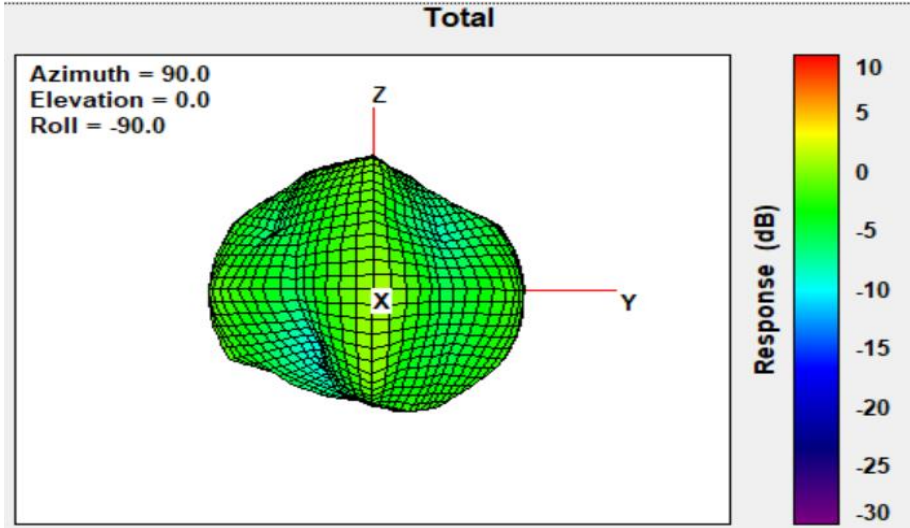 Total
Azimuth = 90.0
Elevation = 0.0
Roll = -90.0
Z
X
Y
10
5
0
-5
-10
-15
-20
-25
-30
Response (dB)